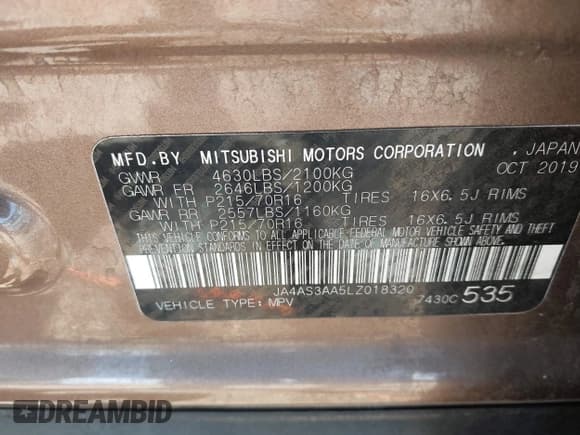 MFD.BY MITSUBISHI MOTORS CORPORATION , JAPAN
GVWR 4630LBS/2100KG OCT 2019
GAWR FR 2646LBS/1200KG
WITH P215/70R16 TIRES 16X6.5J RIMS
GAWR RR 2557LBS/1160KG
WITH P215/70R16 TIRES 16X6.5J RIMS
THIS VEHICLE CONFORMS TO ALL APPLICABLE FEDERAL MOTOR VEHICLE SAFETY, BUMPER
AND THEFT PREVENTION STANDARDS IN EFFECT ON THE DATE OF MANUFACTURE SHOWN ABOVE.
JA4AS3AA5LZ018320
VEHICLE TYPE: MPV 7430C 535
DREAMBID